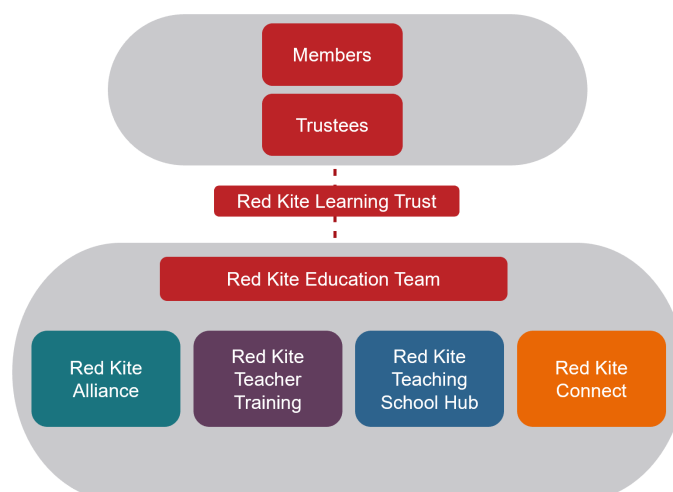 Members
Trustees
Red Kite Learning Trust
Red Kite Education Team
Red Kite
Alliance
Red Kite
Teacher
Training
Red Kite
Teaching
School Hub
Red Kite
Connect